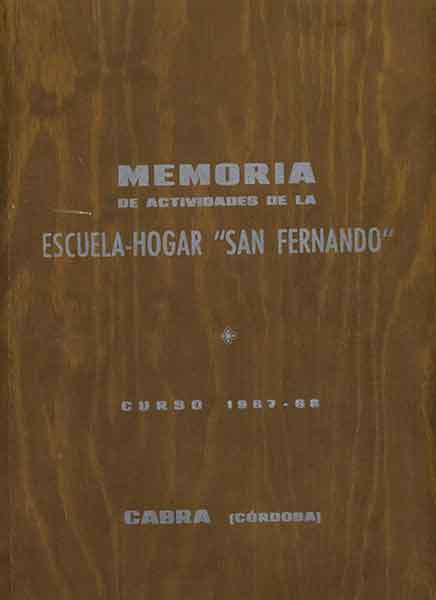 MEMORIA
DE ACTIVIDADES DE LA
ESCUELA-HOGAR "SAN FERNANDO"
CURSO 1967-68
CABRA (CÓRDOBA)